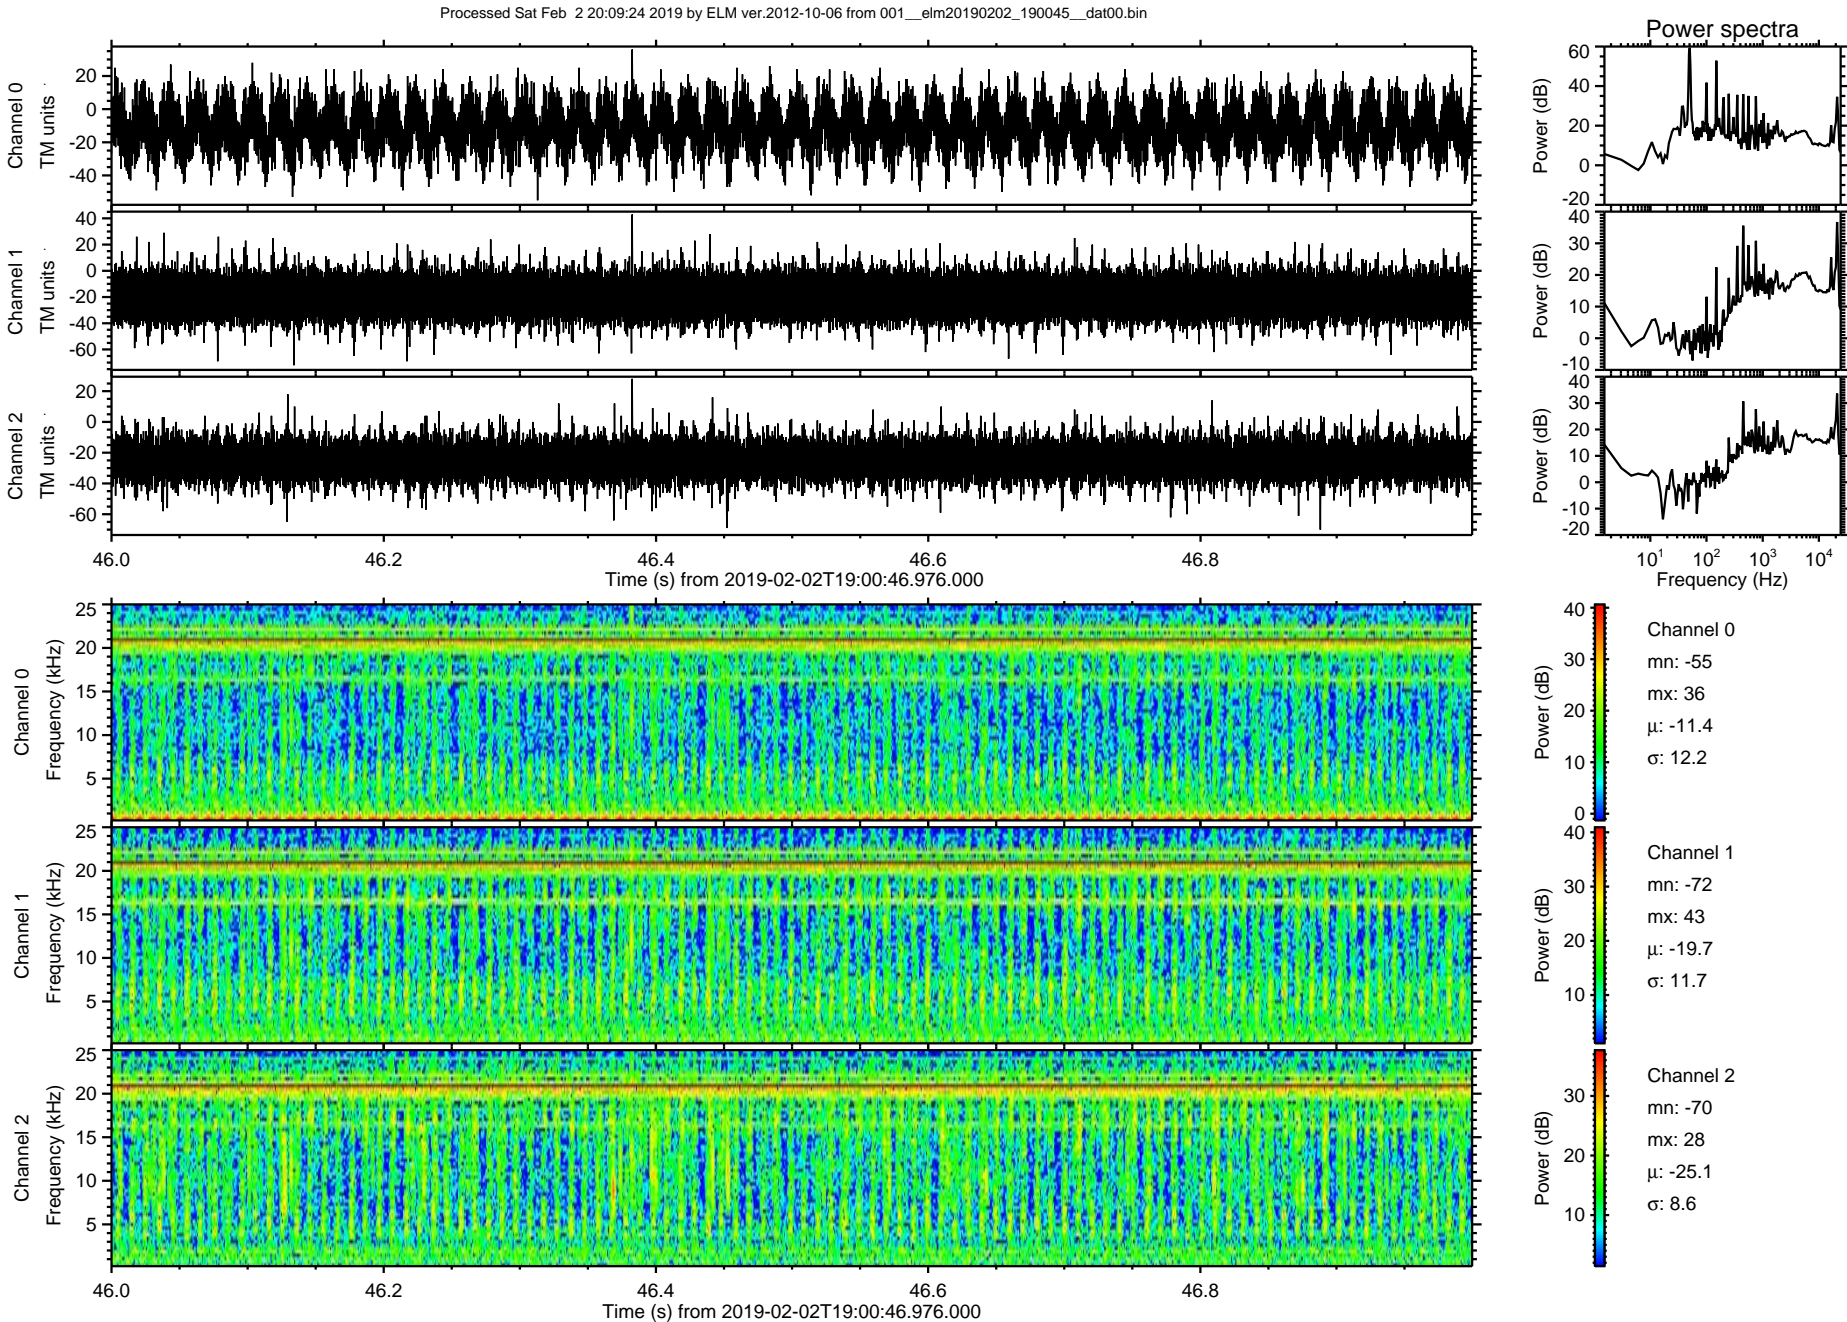 Processed Sat Feb  2 20:09:24 2019 by ELM ver.2012-10-06 from 001__elm20190202_190045__dat00.bin
Power spectra
Channel 0
TM units
20
0
-20
-40
Power (dB)
60
40
20
0
-20
Channel 1
TM units
40
20
0
-20
-40
-60
Power (dB)
40
30
20
10
0
-10
Channel 2
TM units
20
0
-20
-40
-60
Power (dB)
40
30
20
10
0
-10
-20
46.0 46.2 46.4 46.6 46.8
Time (s) from 2019-02-02T19:00:46.976.000
10^1 10^2 10^3 10^4
Frequency (Hz)
Channel 0
Frequency (kHz)
25
20
15
10
5
Power (dB)
40
30
20
10
0
Channel 0
mn: -55
mx: 36
μ: -11.4
σ: 12.2
Channel 1
Frequency (kHz)
25
20
15
10
5
Power (dB)
40
30
20
10
Channel 1
mn: -72
mx: 43
μ: -19.7
σ: 11.7
Channel 2
Frequency (kHz)
25
20
15
10
5
Power (dB)
30
20
10
Channel 2
mn: -70
mx: 28
μ: -25.1
σ: 8.6
46.0 46.2 46.4 46.6 46.8
Time (s) from 2019-02-02T19:00:46.976.000